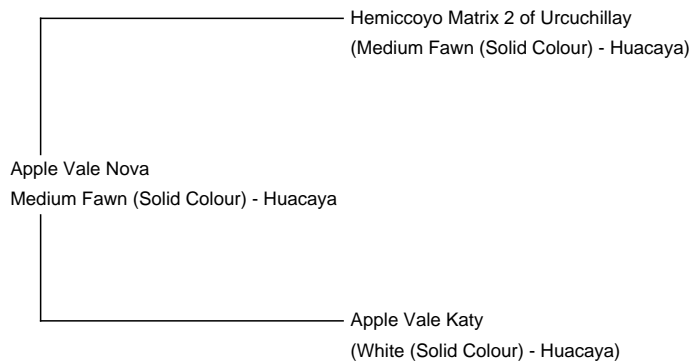 Hemiccoyo Matrix 2 of Urcuchillay
(Medium Fawn (Solid Colour) - Huacaya)
Apple Vale Nova
Medium Fawn (Solid Colour) - Huacaya
Apple Vale Katy
(White (Solid Colour) - Huacaya)